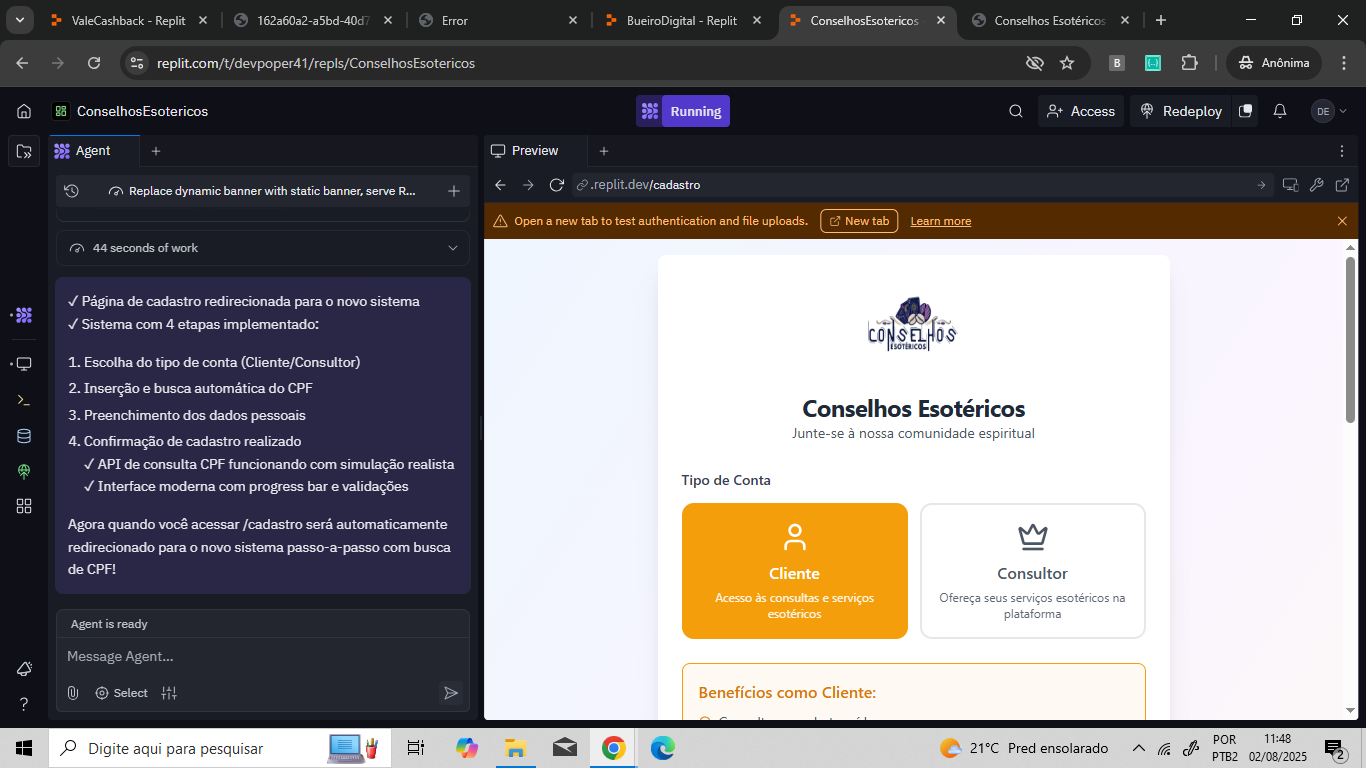 ValeCashback - Replit
162a60a2-a5bd-40d7
Error
BueiroDigital - Replit
ConselhosEsotericos
Conselhos Esotéricos
replit.com/t/devpoper41/repls/ConselhosEsotericos
B
Anônima
ConselhosEsotericos
Running
Access
Redeploy
DE
Agent
Preview
Replace dynamic banner with static banner, serve R...
.replit.dev/cadastro
Open a new tab to test authentication and file uploads.
New tab
Learn more
44 seconds of work
✓ Página de cadastro redirecionada para o novo sistema
✓ Sistema com 4 etapas implementado:
1. Escolha do tipo de conta (Cliente/Consultor)
2. Inserção e busca automática do CPF
3. Preenchimento dos dados pessoais
4. Confirmação de cadastro realizado
✓ API de consulta CPF funcionando com simulação realista
✓ Interface moderna com progress bar e validações
Agora quando você acessar /cadastro será automaticamente
redirecionado para o novo sistema passo-a-passo com busca
de CPF!
Agent is ready
Message Agent...
Select
CONSELHOS
ESOTÉRICOS
Conselhos Esotéricos
Junte-se à nossa comunidade espiritual
Tipo de Conta
Cliente
Acesso às consultas e serviços
esotéricos
Consultor
Ofereça seus serviços esotéricos na
plataforma
Benefícios como Cliente:
Digite aqui para pesquisar
21°C Pred ensolarado
POR
PTB2
11:48
02/08/2025
2